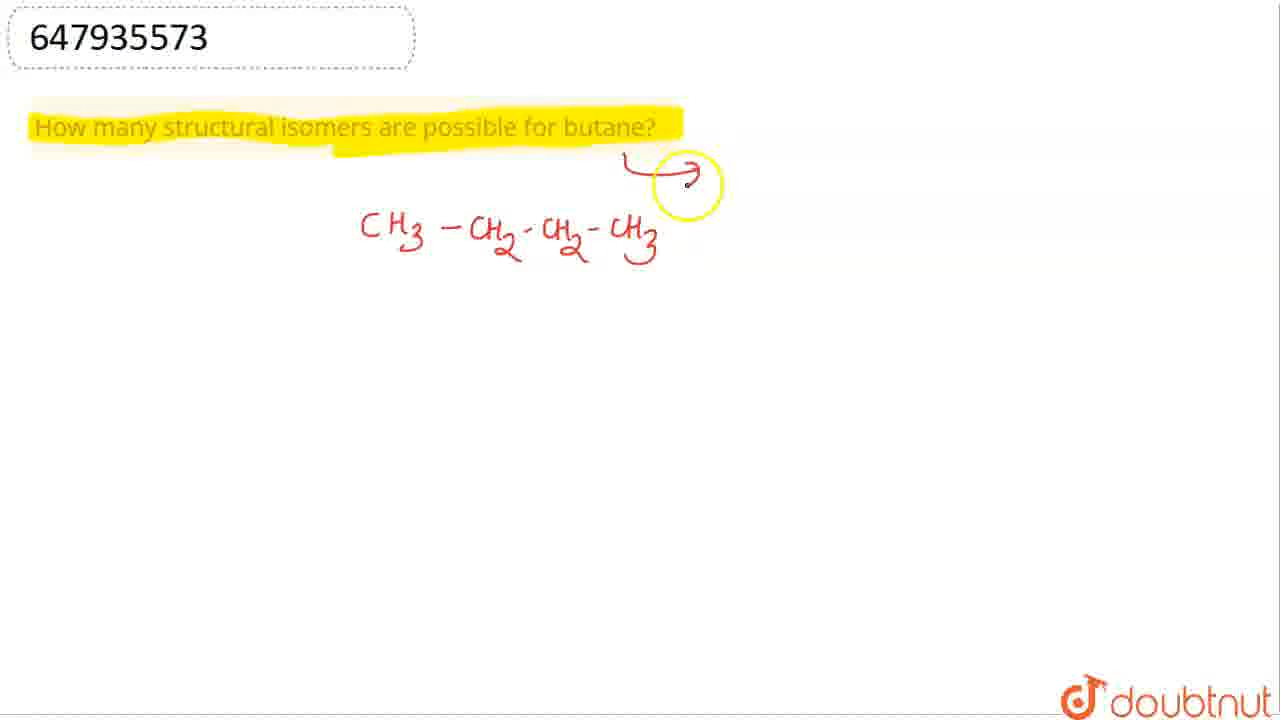 647935573
How many structural isomers are possible for butane?
CH3 - CH2 - CH2 - CH3
doubtnut